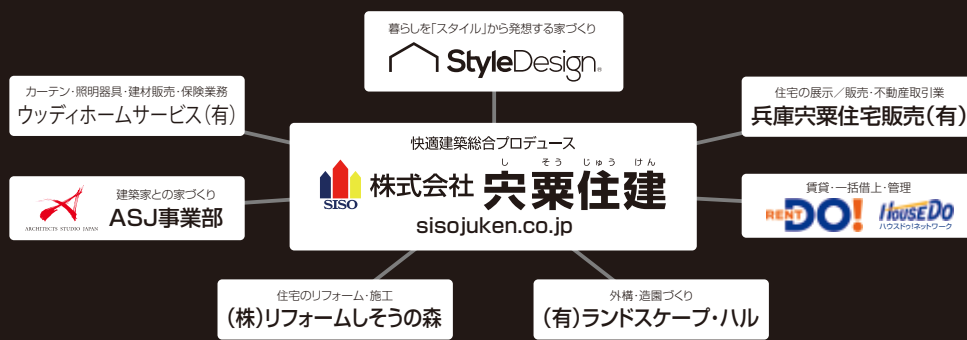 暮らしを「スタイル」から発想する家づくり
StyleDesign®
カーテン・照明器具・建材販売・保険業務
ウッディホームサービス(有)
住宅の展示／販売・不動産取引業
兵庫宍粟住宅販売(有)
快適建築総合プロデュース
し そう じゅう けん
SISO 株式会社 宍粟住建
sisojuken.co.jp
建築家との家づくり
ARCHITECTS STUDIO JAPAN ASJ事業部
賃貸・一括借上・管理
RENT DO! HOUSEDO
ハウスドゥ!ネットワーク
住宅のリフォーム・施工
(株)リフォームしそうの森
外構・造園づくり
(有)ランドスケープ・ハル